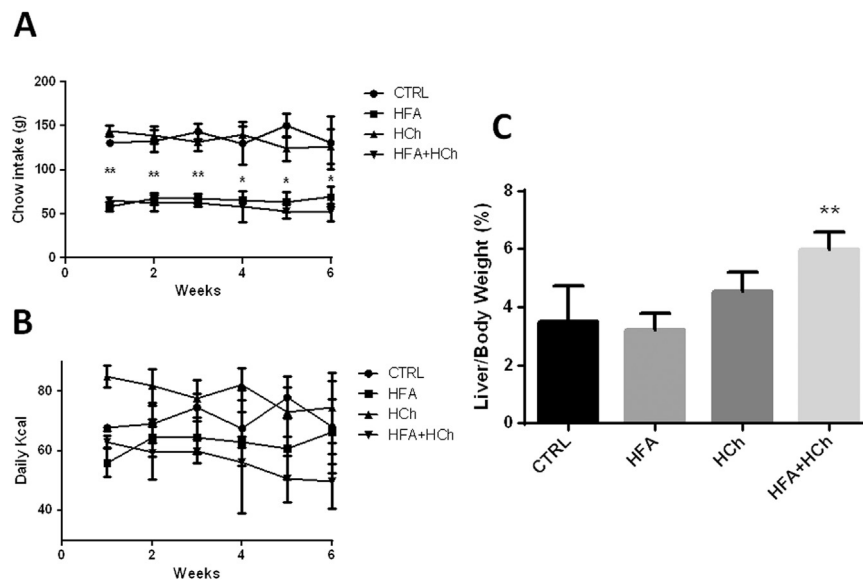 A
200
150
100
50
0
Chow intake (g)
** ** ** * * *
0 2 4 6
Weeks
CTRL
HFA
HCh
HFA+HCh
B
80
60
40
Daily Kcal
0 2 4 6
Weeks
CTRL
HFA
HCh
HFA+HCh
C
8
6
4
2
0
Liver/Body Weight (%)
**
CTRL
HFA
HCh
HFA+HCh